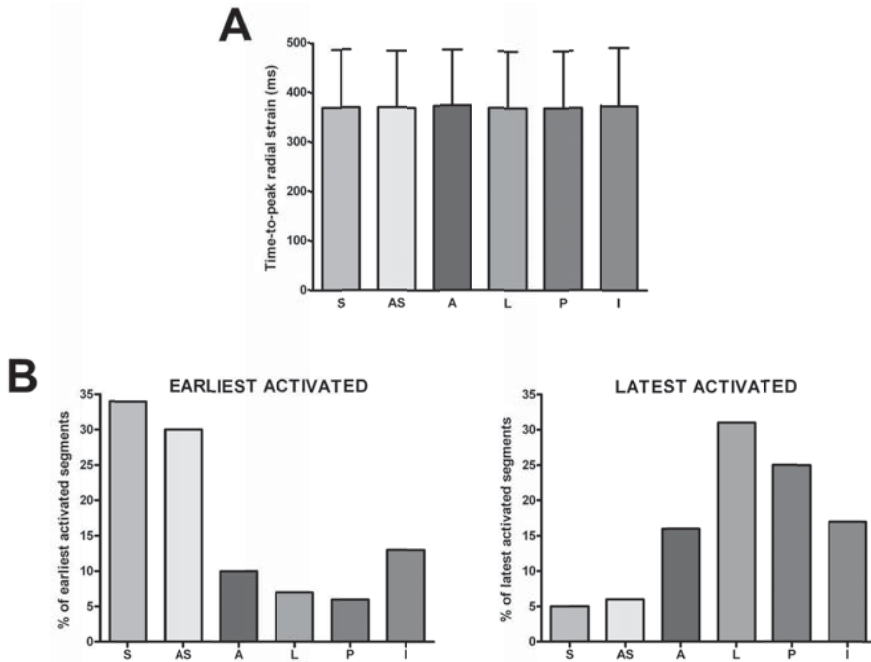 A
Time-to-peak radial strain (ms)
500
400
300
200
100
0
S AS A L P I
B
EARLIEST ACTIVATED
% of earliest activated segments
35
30
25
20
15
10
5
0
S AS A L P I
LATEST ACTIVATED
% of latest activated segments
35
30
25
20
15
10
5
0
S AS A L P I